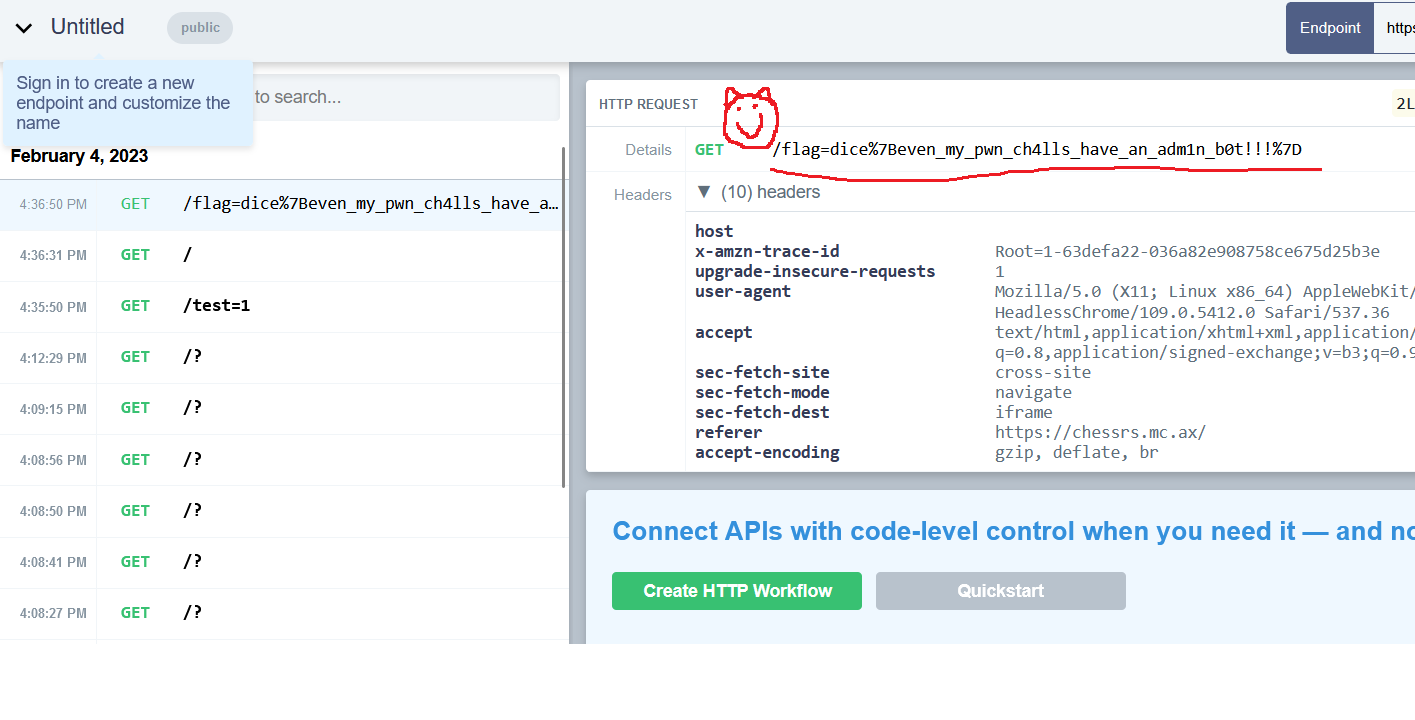 Untitled
public
Endpoint
https
Sign in to create a new
endpoint and customize the
name
to search...
February 4, 2023
4:36:50 PM GET /flag=dice%7Beven_my_pwn_ch4lls_have_a…
4:36:31 PM GET /
4:35:50 PM GET /test=1
4:12:29 PM GET /?
4:09:15 PM GET /?
4:08:56 PM GET /?
4:08:50 PM GET /?
4:08:41 PM GET /?
4:08:27 PM GET /?
HTTP REQUEST
2L
Details GET /flag=dice%7Beven_my_pwn_ch4lls_have_an_adm1n_b0t!!!%7D
Headers ▼ (10) headers
host
x-amzn-trace-id Root=1-63defa22-036a82e908758ce675d25b3e
upgrade-insecure-requests 1
user-agent Mozilla/5.0 (X11; Linux x86_64) AppleWebKit/
HeadlessChrome/109.0.5412.0 Safari/537.36
accept text/html,application/xhtml+xml,application/
q=0.8,application/signed-exchange;v=b3;q=0.9
sec-fetch-site cross-site
sec-fetch-mode navigate
sec-fetch-dest iframe
referer https://chessrs.mc.ax/
accept-encoding gzip, deflate, br
Connect APIs with code-level control when you need it — and no
Create HTTP Workflow
Quickstart